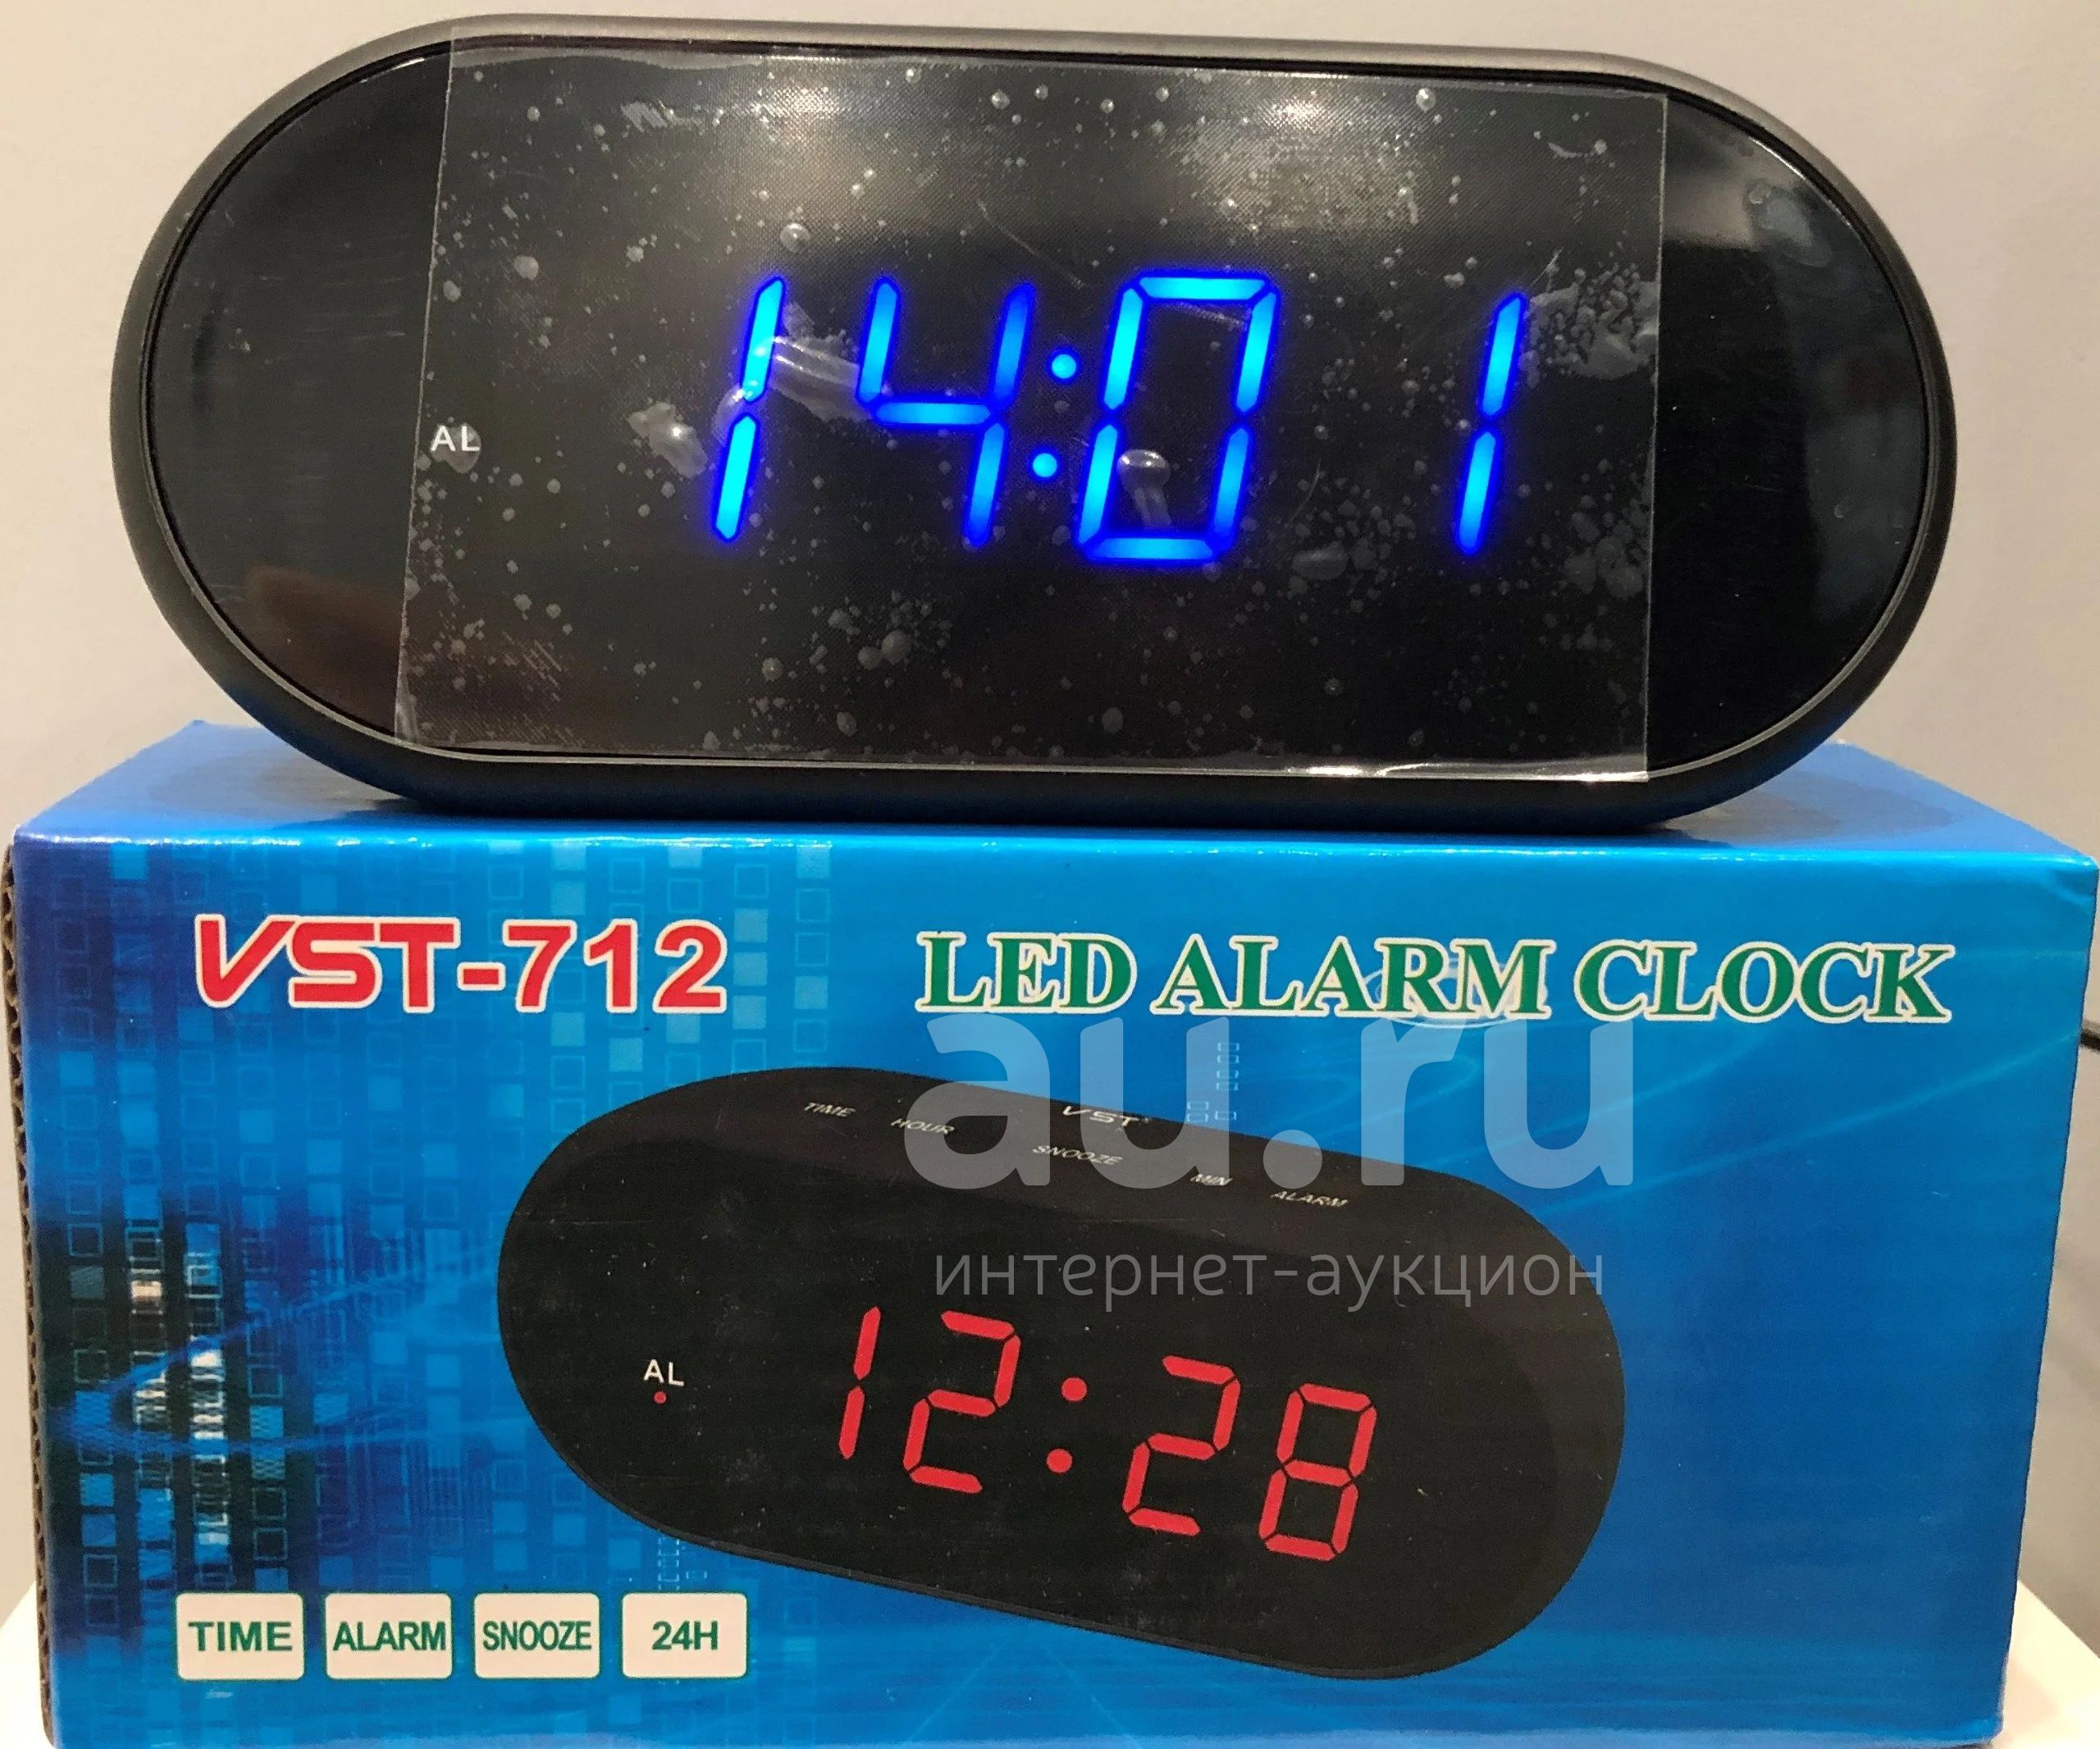 14:01
AL
VST-712
LED ALARM CLOCK
au.ru
TIME
HOUR
VST
SNOOZE
MIN
ALARM
интернет-аукцион
12:28
AL
TIME
ALARM
SNOOZE
24H